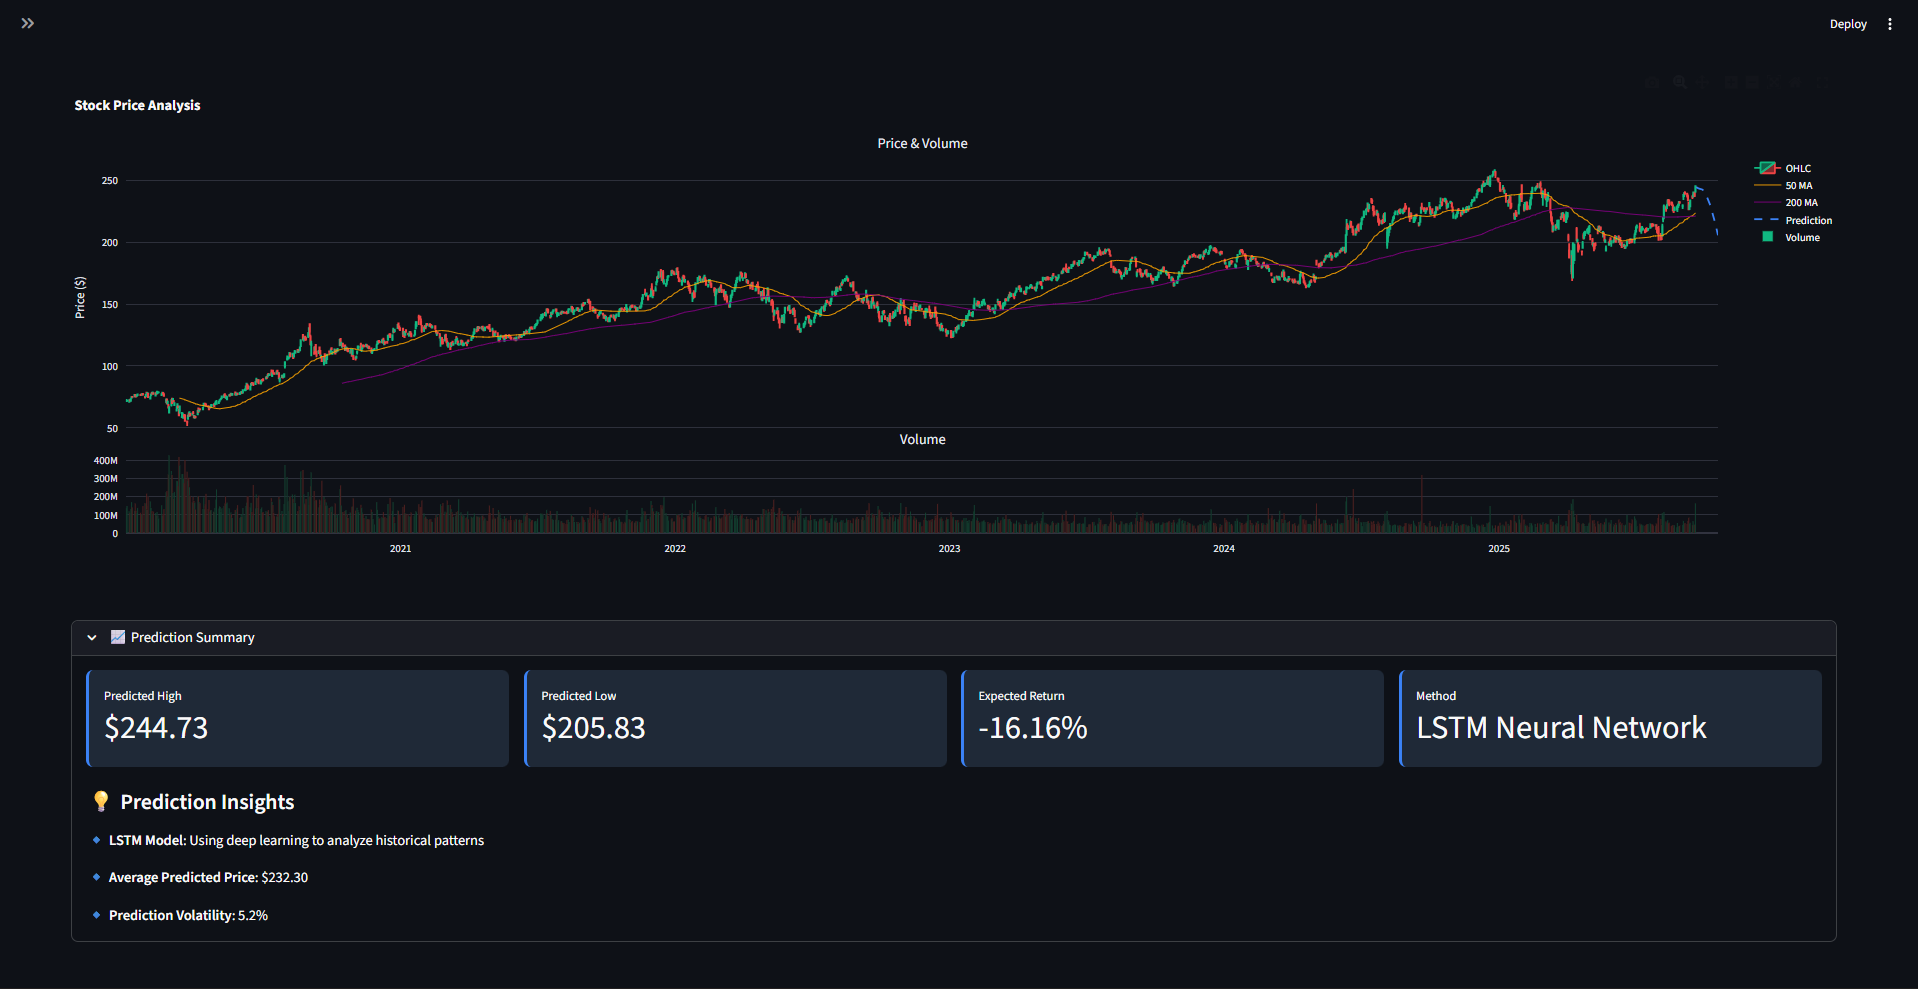 Deploy
Stock Price Analysis
Price & Volume
250
200
150
100
50
Price ($)
OHLC
50 MA
200 MA
Prediction
Volume
Volume
400M
300M
200M
100M
0
2021
2022
2023
2024
2025
Prediction Summary
Predicted High
$244.73
Predicted Low
$205.83
Expected Return
-16.16%
Method
LSTM Neural Network
Prediction Insights
LSTM Model: Using deep learning to analyze historical patterns
Average Predicted Price: $232.30
Prediction Volatility: 5.2%